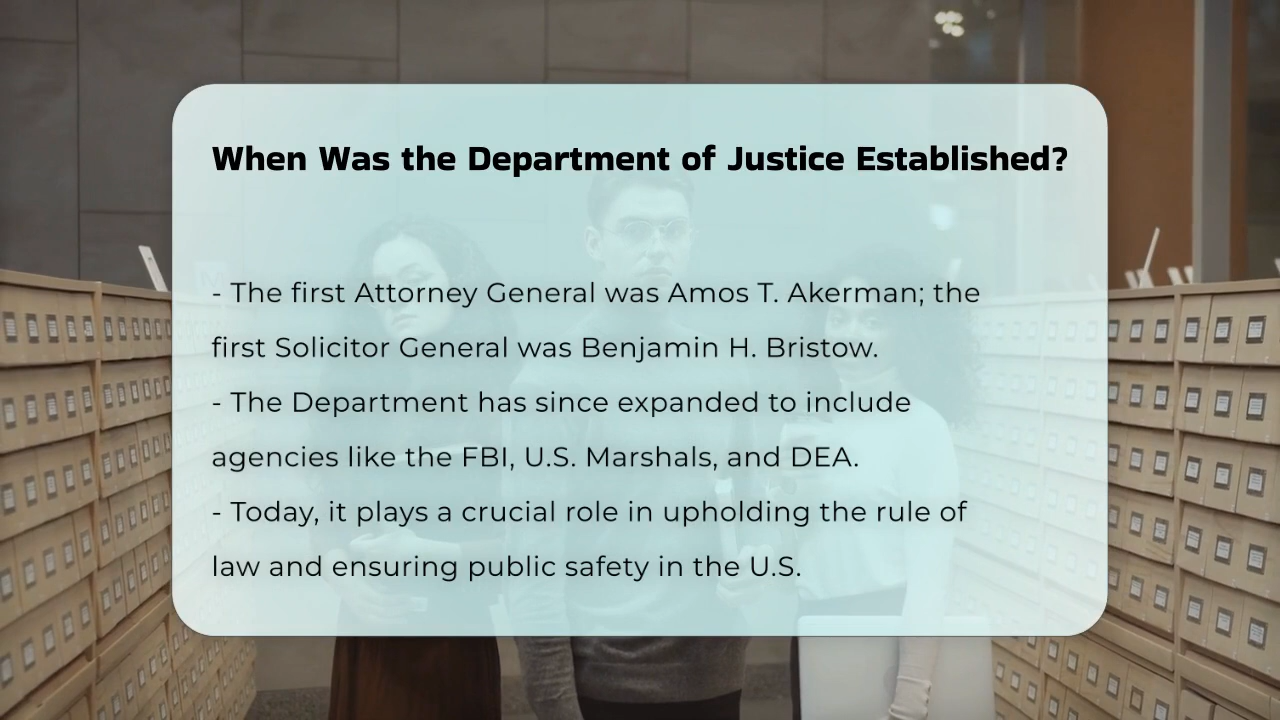 When Was the Department of Justice Established?
- The first Attorney General was Amos T. Akerman; the
first Solicitor General was Benjamin H. Bristow.
- The Department has since expanded to include
agencies like the FBI, U.S. Marshals, and DEA.
- Today, it plays a crucial role in upholding the rule of
law and ensuring public safety in the U.S.